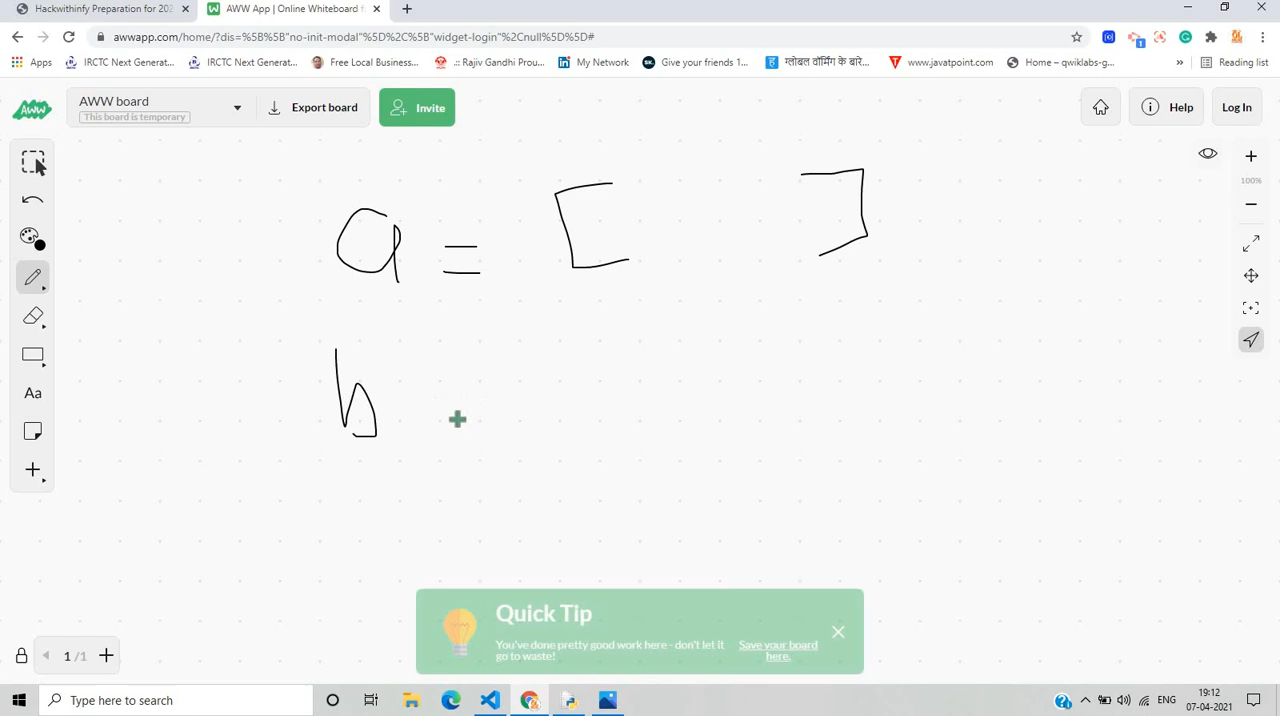 Hackwithinfy Preparation for 202
AWW App | Online Whiteboard f
awwapp.com/home/?dis=%5B%5B"no-init-modal"%5D%2C%5B"widget-login"%2Cnull%5D%5D#
Apps IRCTC Next Generat... IRCTC Next Generat... Free Local Business... .:: Rajiv Gandhi Prou... My Network Give your friends 1... ग्लोबल वॉर्मिंग के बारे... www.javatpoint.com Home – qwiklabs-g... » Reading list
AWW
AWW board
This board is temporary
Export board
Invite
Help
Log In
100%
a = [ ]
b
Aa
Quick Tip
You've done pretty good work here - don't let it
go to waste!
Save your board
here.
1 /1
Type here to search
ENG
19:12
07-04-2021